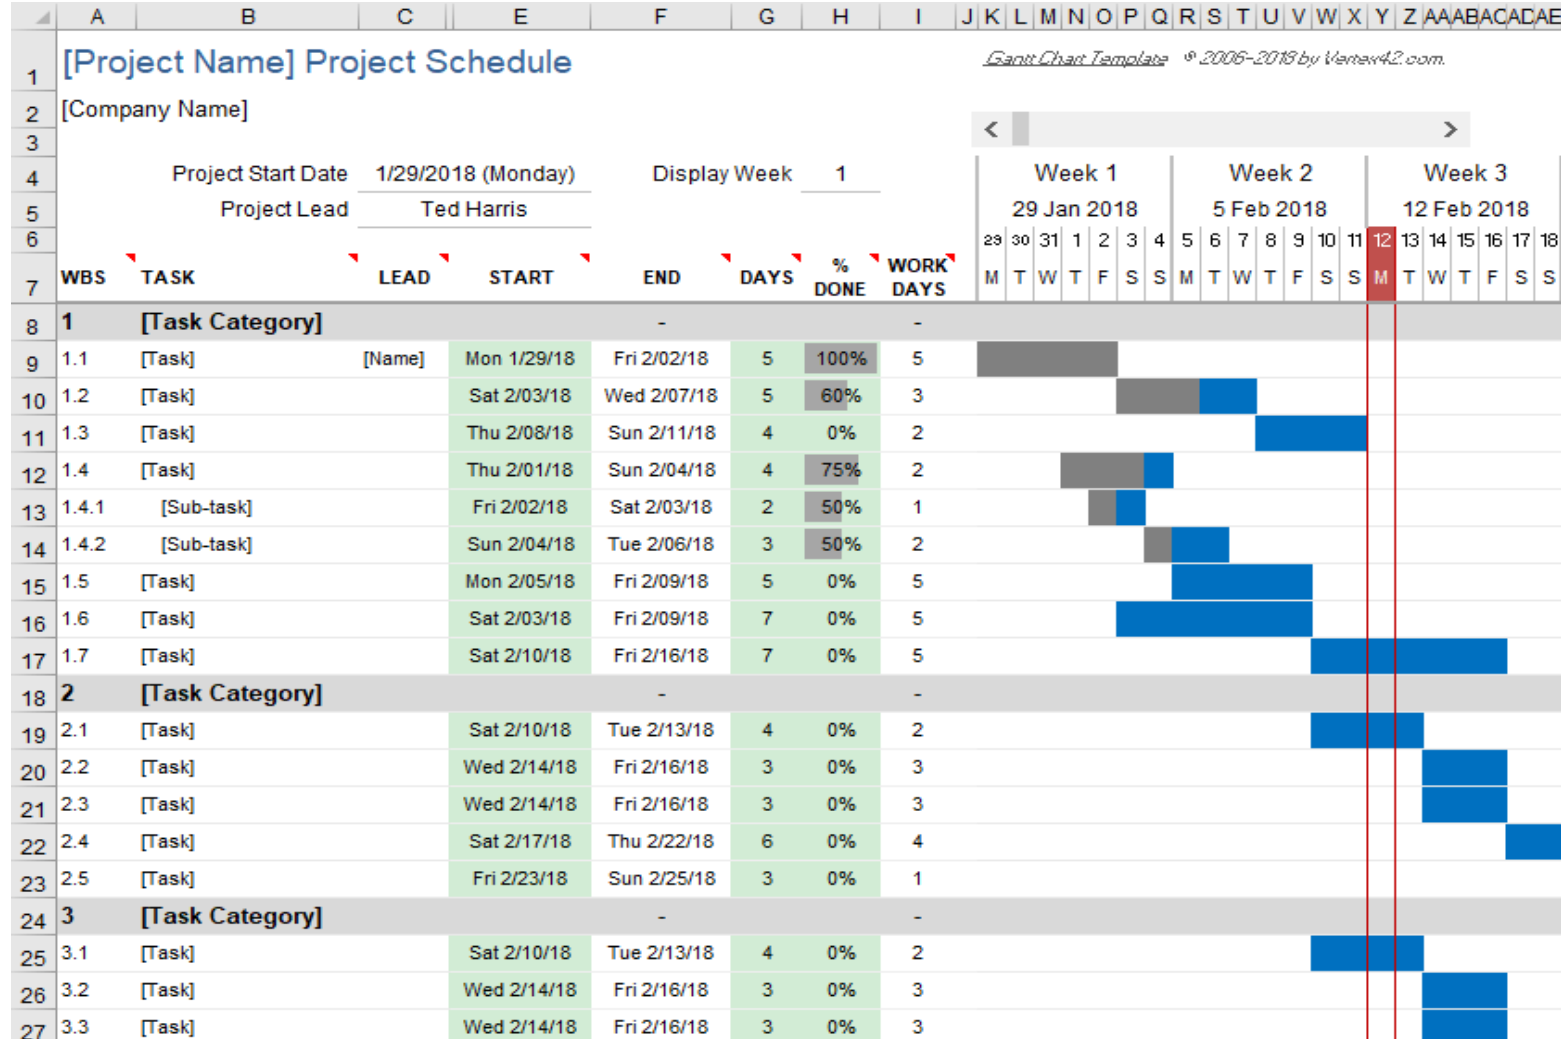 A B C E F G H I J K L M N O P Q R S T U V W X Y Z AA AB AC AD AE
1 [Project Name] Project Schedule Gantt Chart Template © 2006-2018 by Vertex42.com.
2 [Company Name]
3 < >
4 Project Start Date 1/29/2018 (Monday) Display Week 1 Week 1 Week 2 Week 3
5 Project Lead Ted Harris 29 Jan 2018 5 Feb 2018 12 Feb 2018
6 29 30 31 1 2 3 4 5 6 7 8 9 10 11 12 13 14 15 16 17 18
7 WBS TASK LEAD START END DAYS % DONE WORK DAYS M T W T F S S M T W T F S S M T W T F S S
8 1 [Task Category] - -
9 1.1 [Task] [Name] Mon 1/29/18 Fri 2/02/18 5 100% 5
10 1.2 [Task] Sat 2/03/18 Wed 2/07/18 5 60% 3
11 1.3 [Task] Thu 2/08/18 Sun 2/11/18 4 0% 2
12 1.4 [Task] Thu 2/01/18 Sun 2/04/18 4 75% 2
13 1.4.1 [Sub-task] Fri 2/02/18 Sat 2/03/18 2 50% 1
14 1.4.2 [Sub-task] Sun 2/04/18 Tue 2/06/18 3 50% 2
15 1.5 [Task] Mon 2/05/18 Fri 2/09/18 5 0% 5
16 1.6 [Task] Sat 2/03/18 Fri 2/09/18 7 0% 5
17 1.7 [Task] Sat 2/10/18 Fri 2/16/18 7 0% 5
18 2 [Task Category] - -
19 2.1 [Task] Sat 2/10/18 Tue 2/13/18 4 0% 2
20 2.2 [Task] Wed 2/14/18 Fri 2/16/18 3 0% 3
21 2.3 [Task] Wed 2/14/18 Fri 2/16/18 3 0% 3
22 2.4 [Task] Sat 2/17/18 Thu 2/22/18 6 0% 4
23 2.5 [Task] Fri 2/23/18 Sun 2/25/18 3 0% 1
24 3 [Task Category] - -
25 3.1 [Task] Sat 2/10/18 Tue 2/13/18 4 0% 2
26 3.2 [Task] Wed 2/14/18 Fri 2/16/18 3 0% 3
27 3.3 [Task] Wed 2/14/18 Fri 2/16/18 3 0% 3